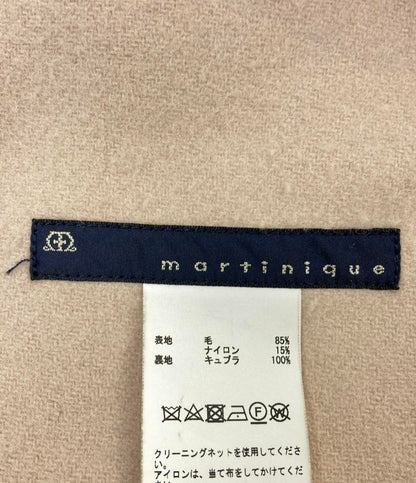 martinique
表地 毛 85%
ナイロン 15%
裏地 キュプラ 100%
クリーニングネットを使用してください。
アイロンは、当て布をしてかけてくだ
さい。